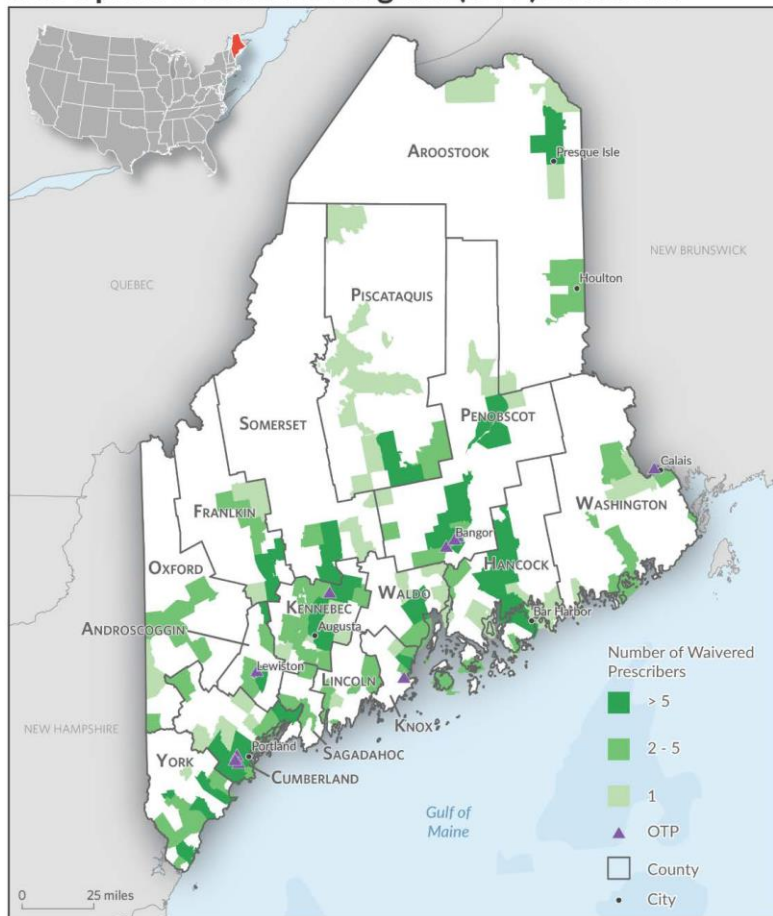 AROOSTOOK
Presque Isle
NEW BRUNSWICK
QUEBEC
Houlton
PISCATAQUIS
SOMERSET
PENOBSCOT
Calais
WASHINGTON
FRANLKIN
Bangor
HANCOCK
OXFORD
WALDO
KENNEBEC
Bar Harbor
ANDROSCOGGIN
Augusta
Lewiston
LINCOLN
KNOX
NEW HAMPSHIRE
SAGADAHOC
Portland
YORK
CUMBERLAND
Gulf of
Maine
Number of Waivered
Prescribers
> 5
2 - 5
1
OTP
County
City
0 25 miles